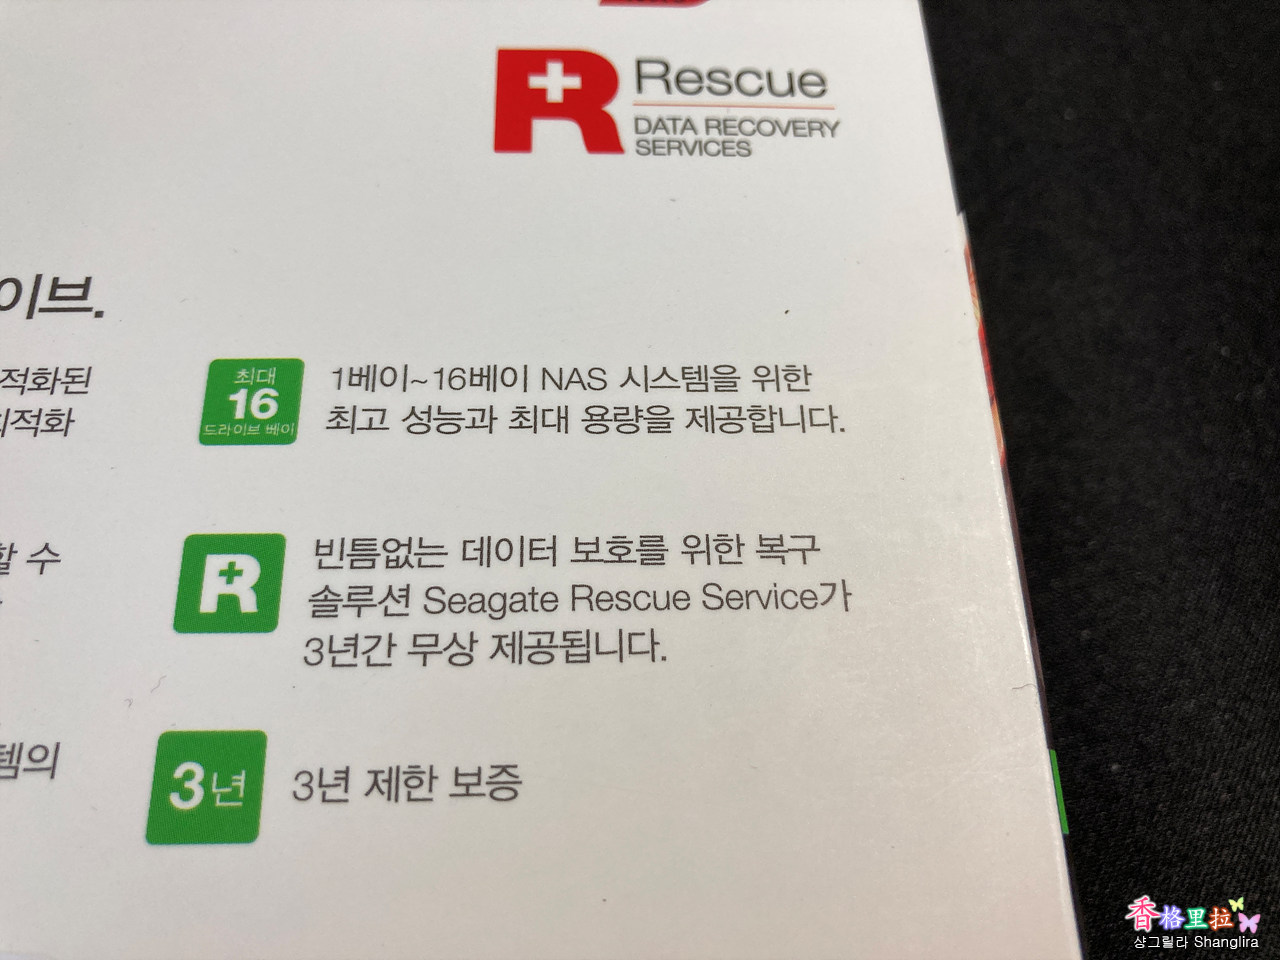 Rescue
DATA RECOVERY
SERVICES
이브.
적화된
적화
최대
16
드라이브 베이
1베이~16베이 NAS 시스템을 위한
최고 성능과 최대 용량을 제공합니다.
할 수
R
빈틈없는 데이터 보호를 위한 복구
솔루션 Seagate Rescue Service가
3년간 무상 제공됩니다.
템의
3년
3년 제한 보증
香格里拉
샹그릴라 Shanglira